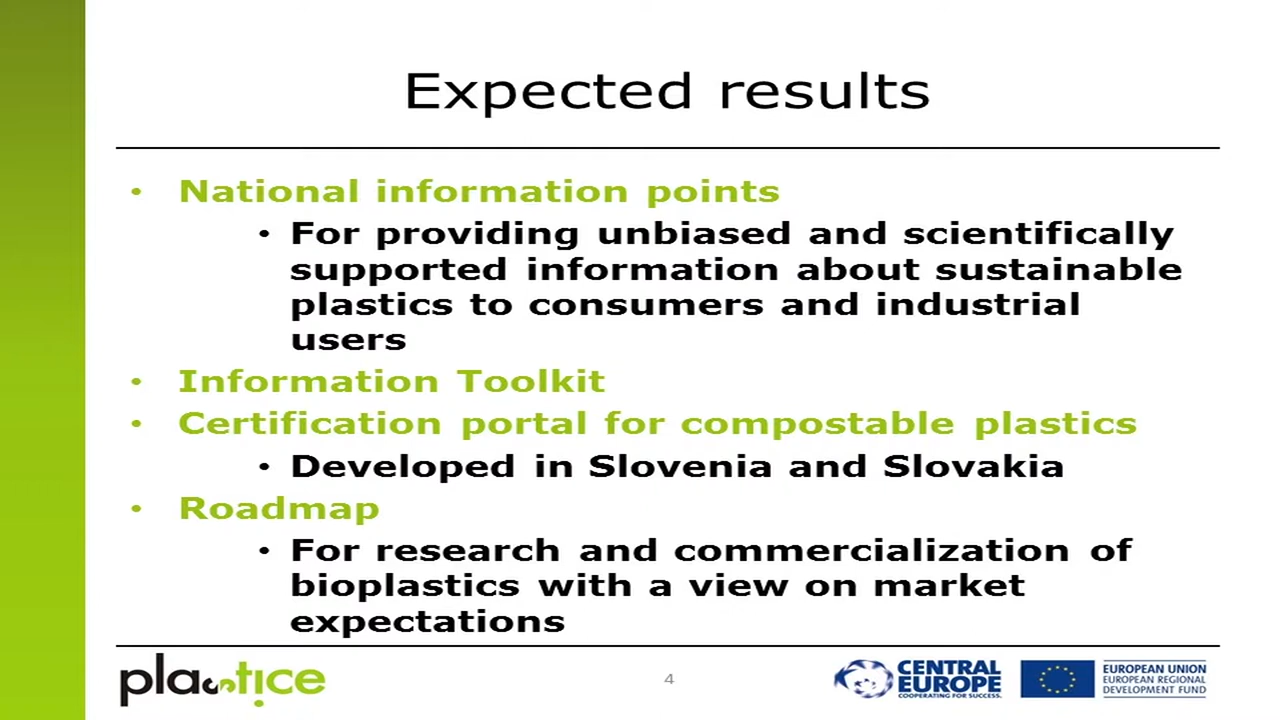 Expected results
• National information points
• For providing unbiased and scientifically
supported information about sustainable
plastics to consumers and industrial
users
• Information Toolkit
• Certification portal for compostable plastics
• Developed in Slovenia and Slovakia
• Roadmap
• For research and commercialization of
bioplastics with a view on market
expectations
plastice
4
CENTRAL
EUROPE
COOPERATING FOR SUCCESS.
EUROPEAN UNION
EUROPEAN REGIONAL
DEVELOPMENT FUND